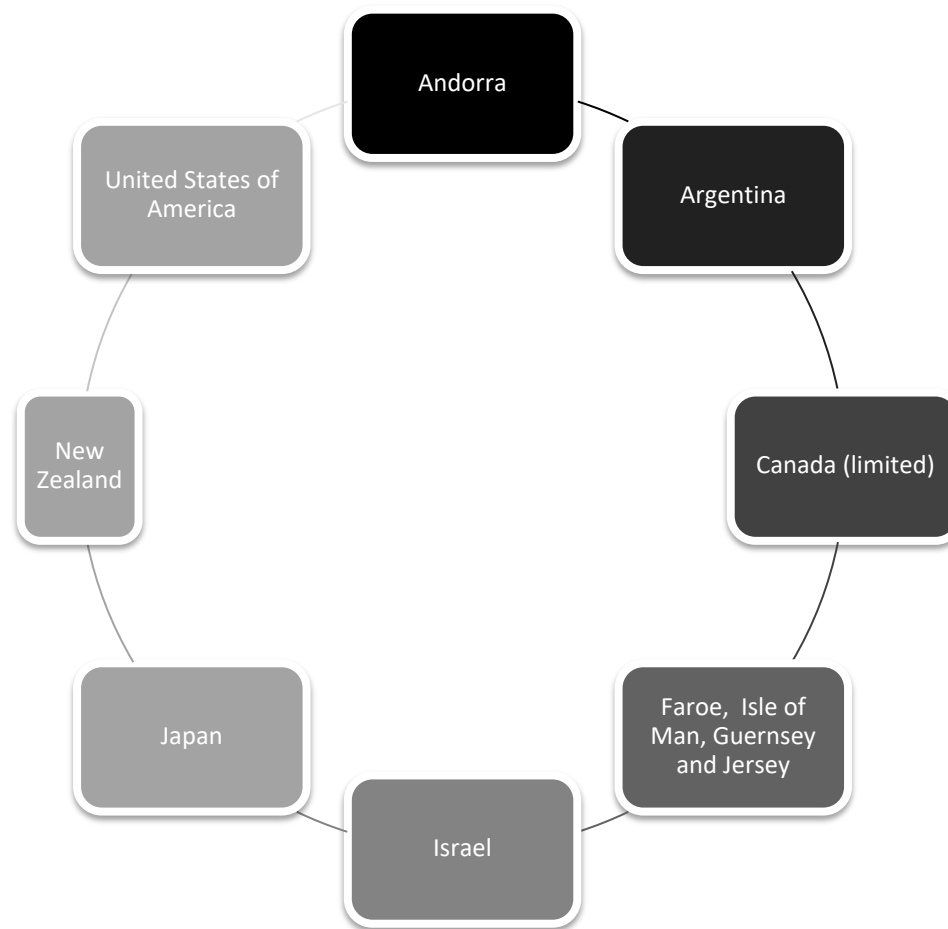 Andorra
Argentina
Canada (limited)
Faroe,  Isle of
Man, Guernsey
and Jersey
Israel
Japan
New
Zealand
United States of
America